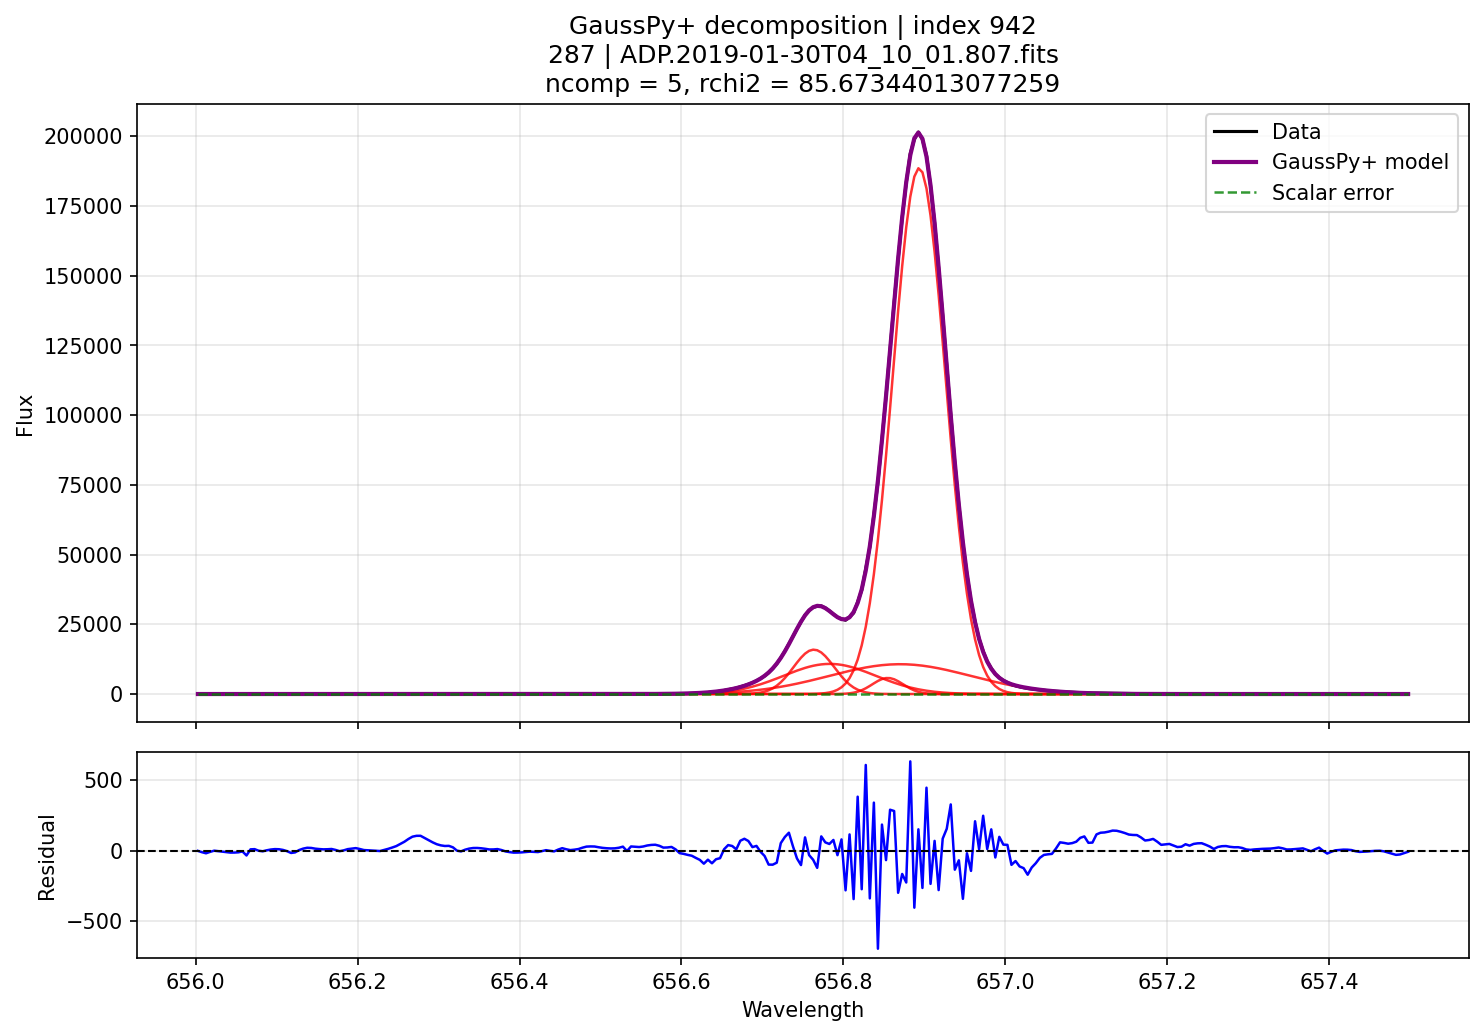 GaussPy+ decomposition | index 942
287 | ADP.2019-01-30T04_10_01.807.fits
ncomp = 5, rchi2 = 85.67344013077259
Data
GaussPy+ model
Scalar error
200000
175000
150000
125000
100000
75000
50000
25000
0
Flux
500
0
−500
Residual
656.0
656.2
656.4
656.6
656.8
657.0
657.2
657.4
Wavelength